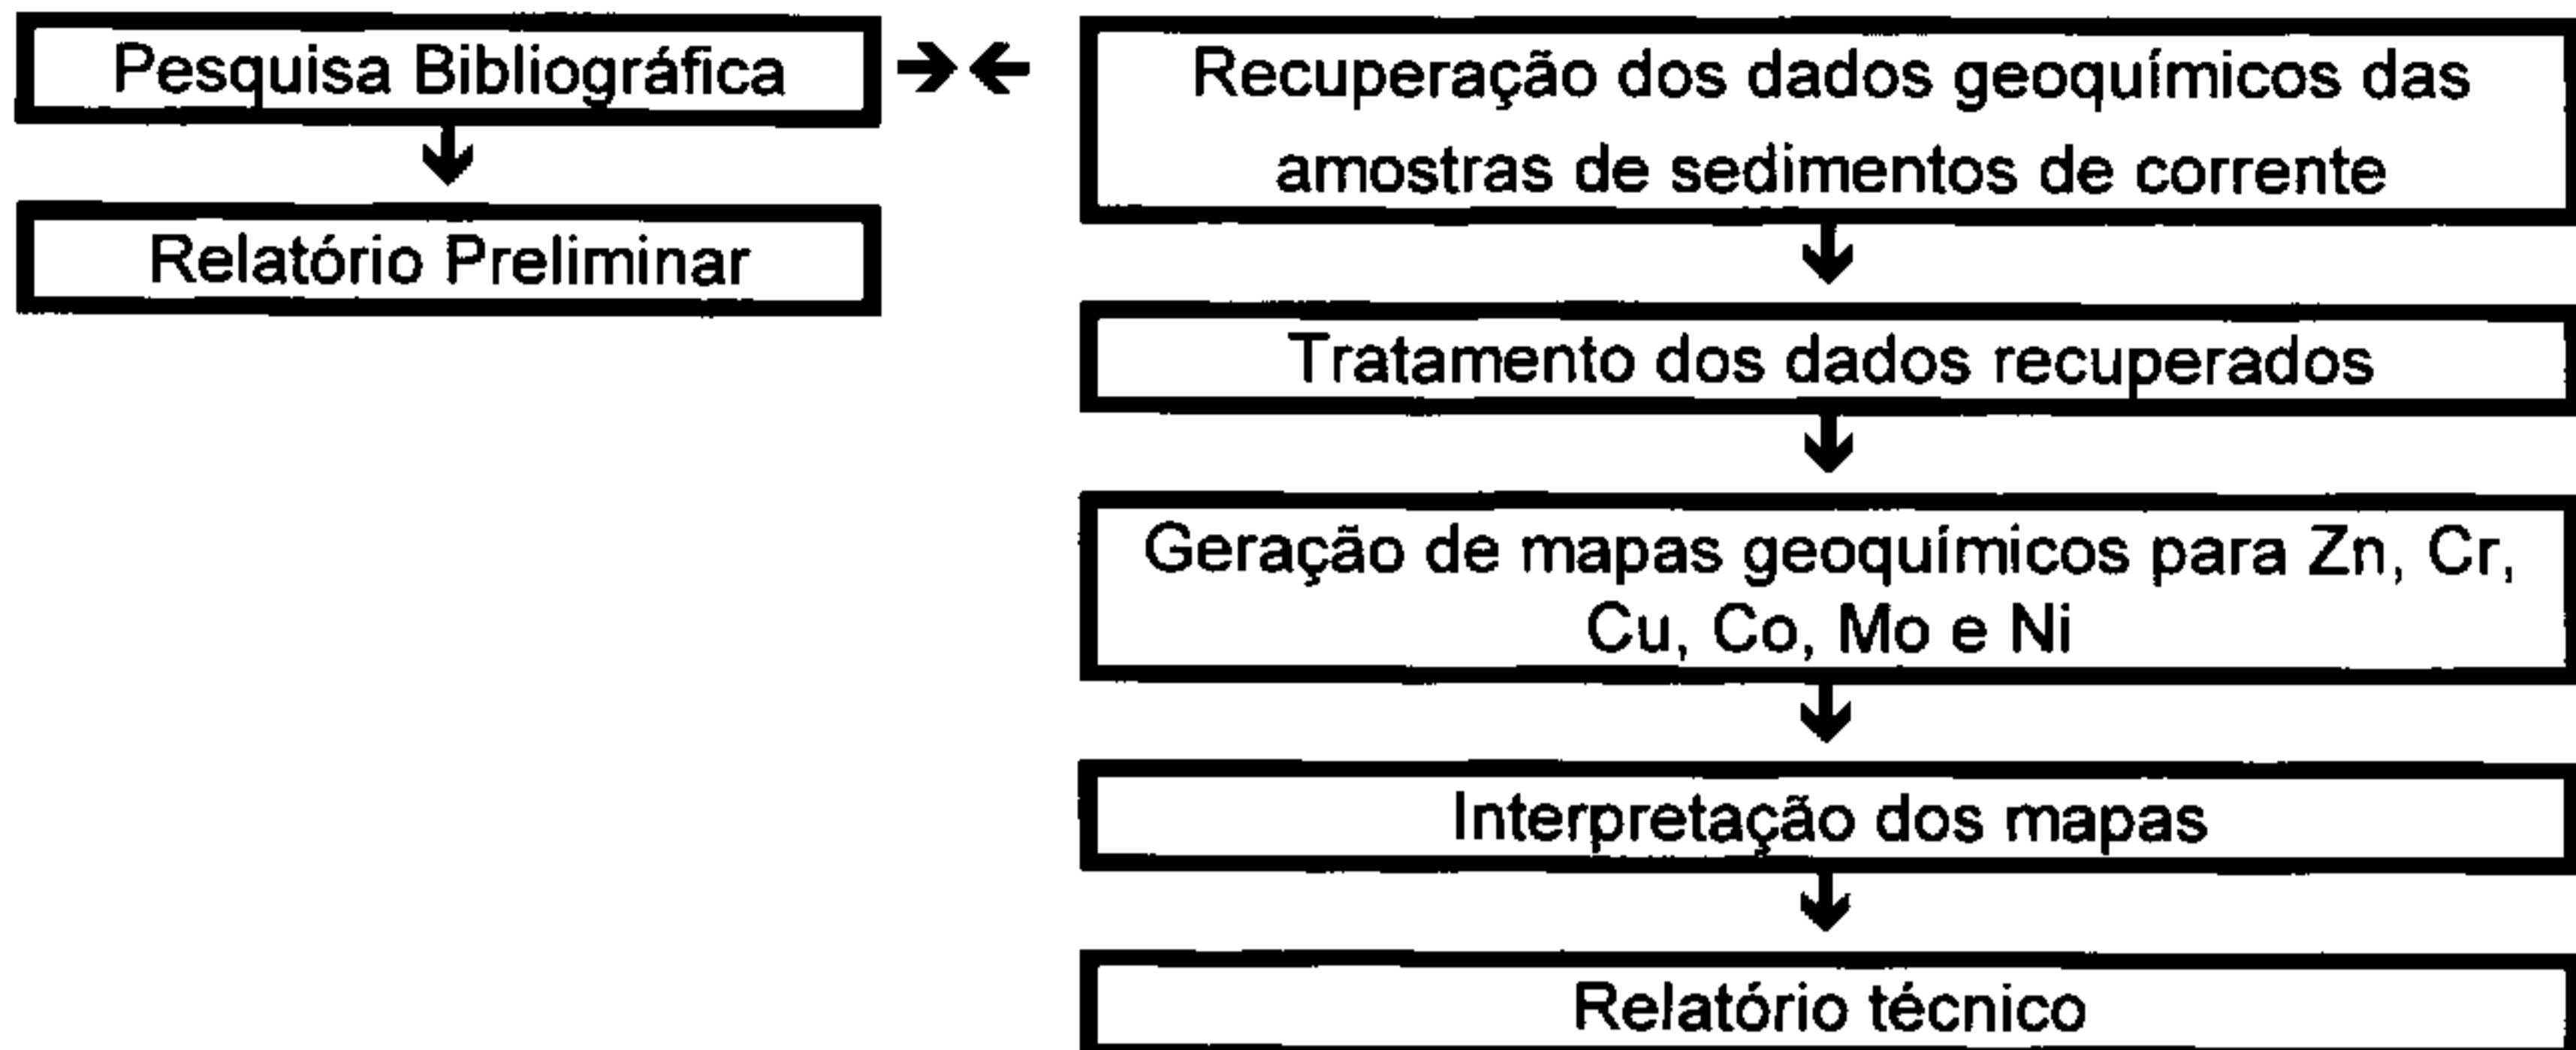 Pesquisa Bibliográfica
Relatório Preliminar
Recuperação dos dados geoquímicos das
amostras de sedimentos de corrente
Tratamento dos dados recuperados
Geração de mapas geoquímicos para Zn, Cr,
Cu, Co, Mo e Ni
Interpretação dos mapas
Relatório técnico